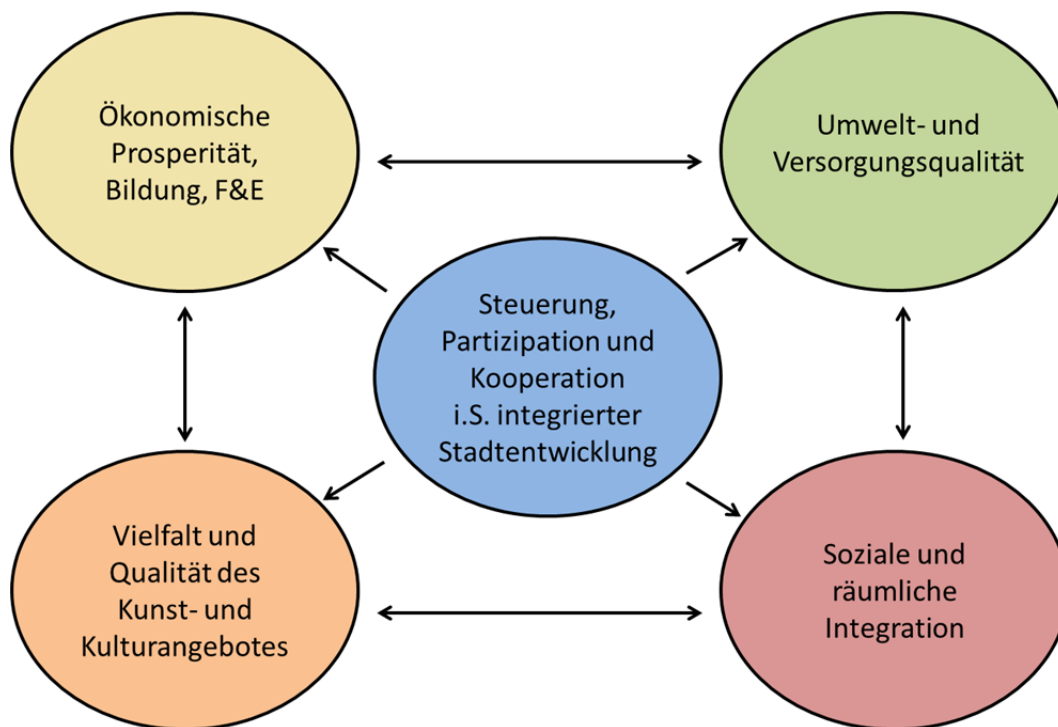 Ökonomische
Prosperität,
Bildung, F&E
Umwelt- und
Versorgungsqualität
Steuerung,
Partizipation und
Kooperation
i.S. integrierter
Stadtentwicklung
Vielfalt und
Qualität des
Kunst- und
Kulturangebotes
Soziale und
räumliche
Integration